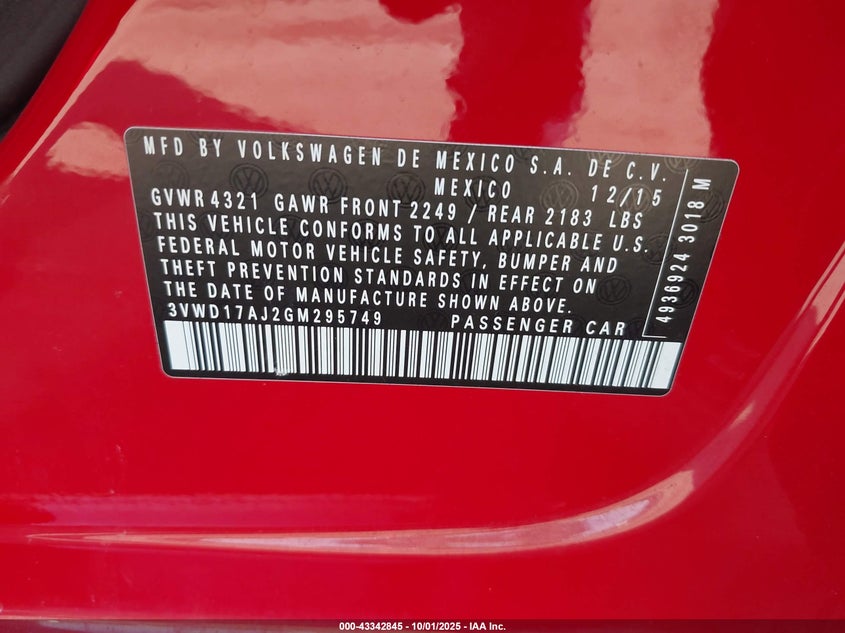 MFD BY VOLKSWAGEN DE MEXICO S.A. DE C.V.
MEXICO 12/15
GVWR 4321 GAWR FRONT 2249 / REAR 2183 LBS
THIS VEHICLE CONFORMS TO ALL APPLICABLE U.S.
FEDERAL MOTOR VEHICLE SAFETY, BUMPER AND
THEFT PREVENTION STANDARDS IN EFFECT ON
THE DATE OF MANUFACTURE SHOWN ABOVE.
3VWD17AJ2GM295749 PASSENGER CAR
4936924 3018 M
000-43342845 - 10/01/2025 - IAA Inc.